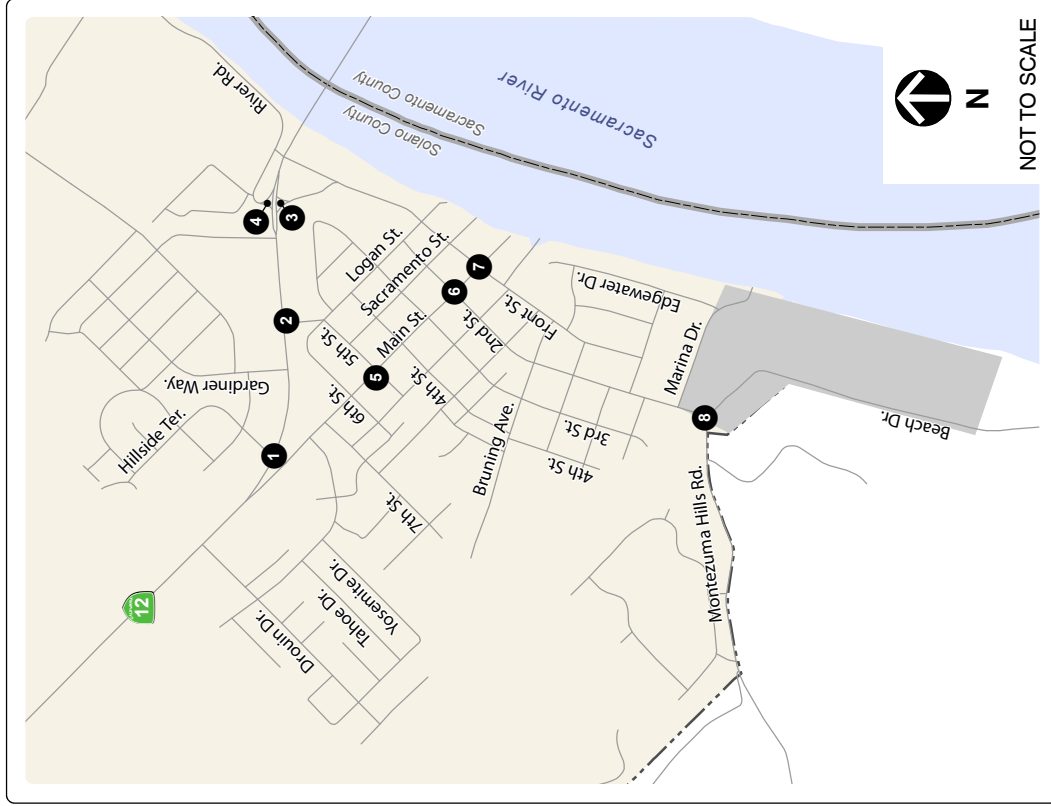 River Rd.
Sacramento County
Solano County
Sacramento River
N
NOT TO SCALE
4
3
Logan St.
Sacramento St.
2
7
6
Main St.
5th St.
2nd St.
Front St.
Edgewater Dr.
Gardiner Way.
5
4th St.
6th St.
Marina Dr.
Hillside Ter.
1
Bruning Ave.
3rd St.
4th St.
8
Beach Dr.
7th St.
Montezuma Hills Rd.
12
Yosemite Dr.
Tahoe Dr.
Drouin Dr.